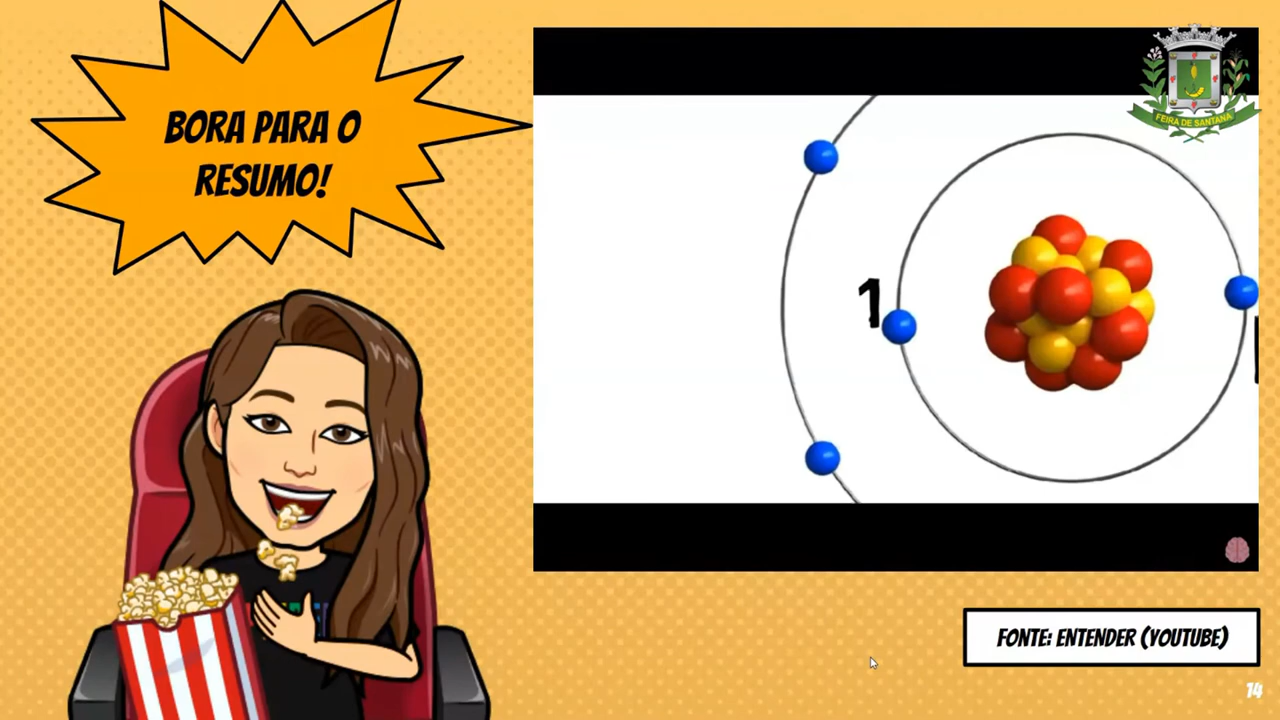 BORA PARA O
RESUMO!
FEIRA DE SANTANA
1
FONTE: ENTENDER (YOUTUBE)
14